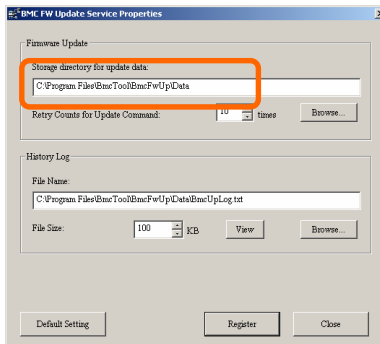 BMC FW Update Service Properties
Firmware Update
Storage directory for update data:
C:\Program Files\BmcTool\BmcFwUp\Data
Retry Counts for Update Command: 10 times Browse...
History Log
File Name:
C:\Program Files\BmcTool\BmcFwUp\Data\BmcUpLog.txt
File Size: 100 KB View Browse...
Default Setting Register Close